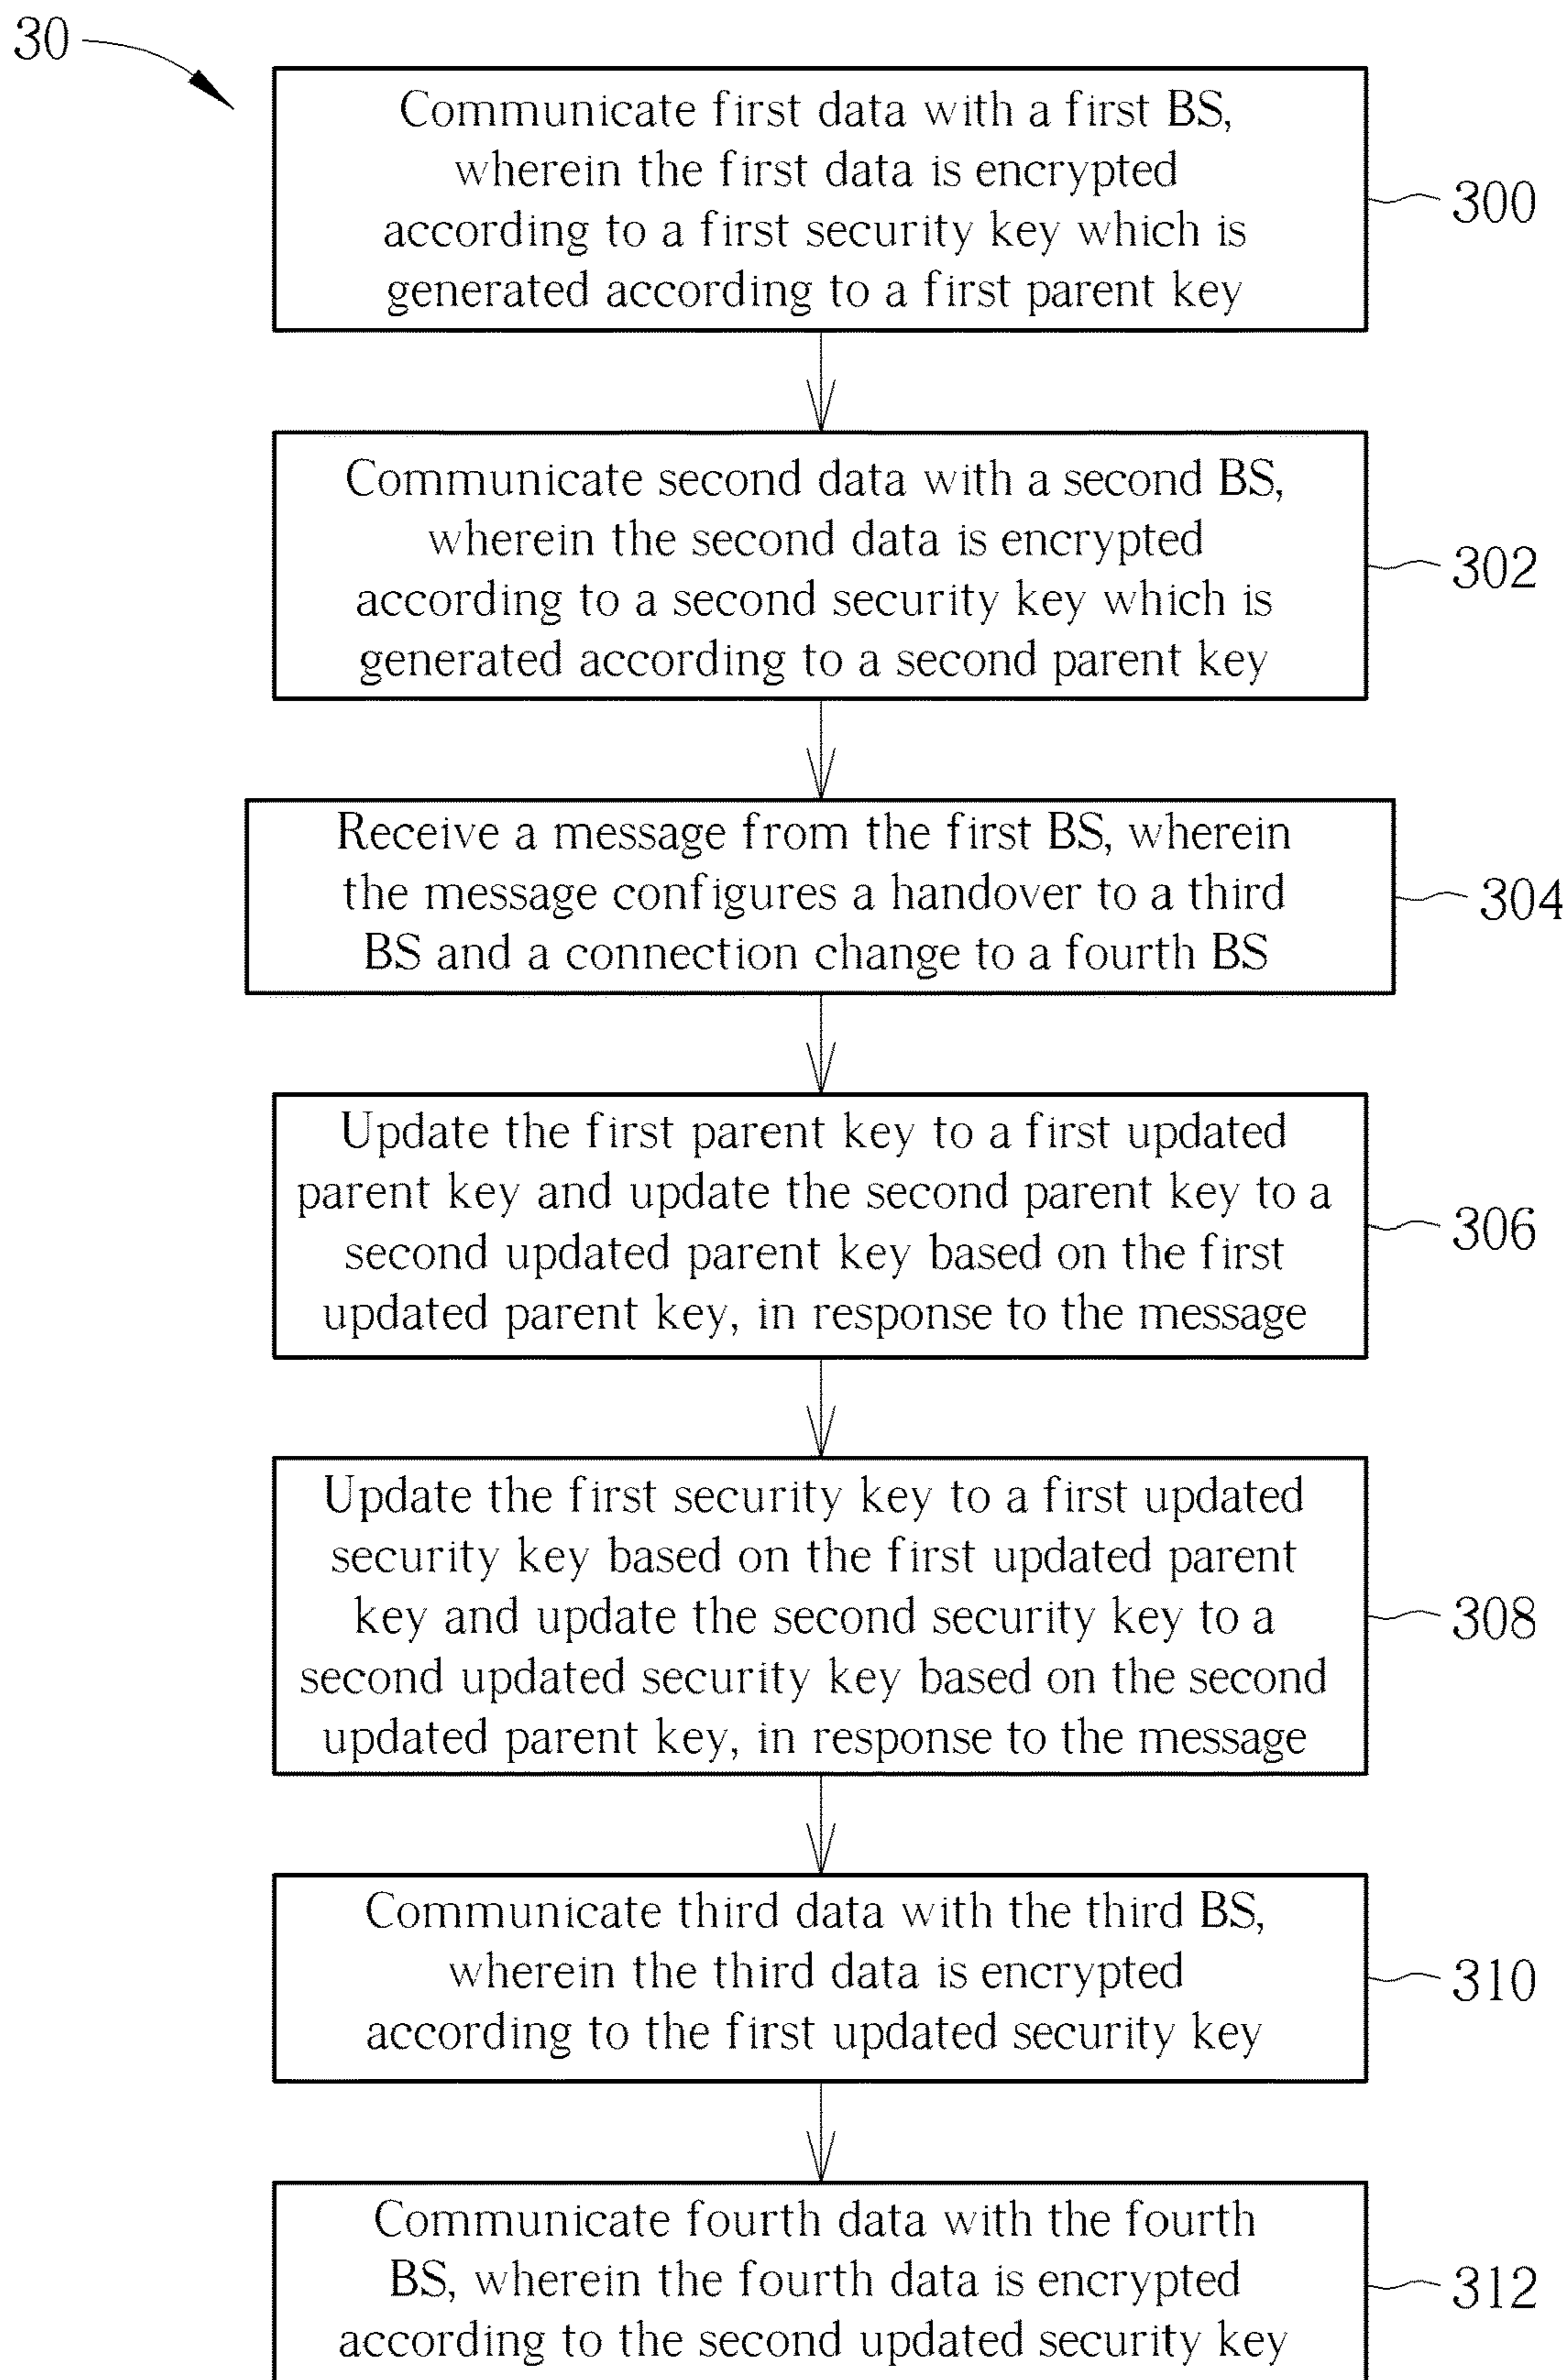 30
Communicate first data with a first BS,
wherein the first data is encrypted
according to a first security key which is
generated according to a first parent key
300
Communicate second data with a second BS,
wherein the second data is encrypted
according to a second security key which is
generated according to a second parent key
302
Receive a message from the first BS, wherein
the message configures a handover to a third
BS and a connection change to a fourth BS
304
Update the first parent key to a first updated
parent key and update the second parent key to a
second updated parent key based on the first
updated parent key, in response to the message
306
Update the first security key to a first updated
security key based on the first updated parent
key and update the second security key to a
second updated security key based on the second
updated parent key, in response to the message
308
Communicate third data with the third BS,
wherein the third data is encrypted
according to the first updated security key
310
Communicate fourth data with the fourth
BS, wherein the fourth data is encrypted
according to the second updated security key
312